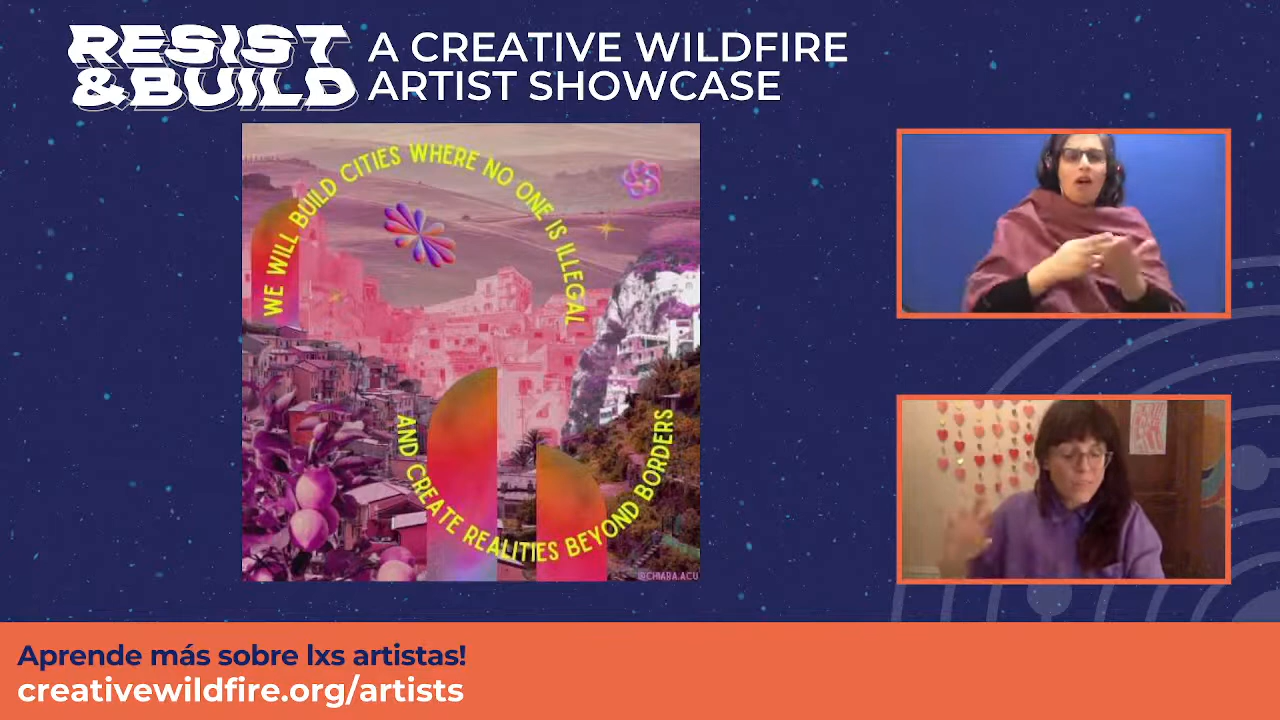 RESIST
&BUILD
A CREATIVE WILDFIRE
ARTIST SHOWCASE
WE WILL BUILD CITIES WHERE NO ONE IS ILLEGAL
AND CREATE REALITIES BEYOND BORDERS
@CHIARA.ACU
Aprende más sobre lxs artistas!
creativewildfire.org/artists